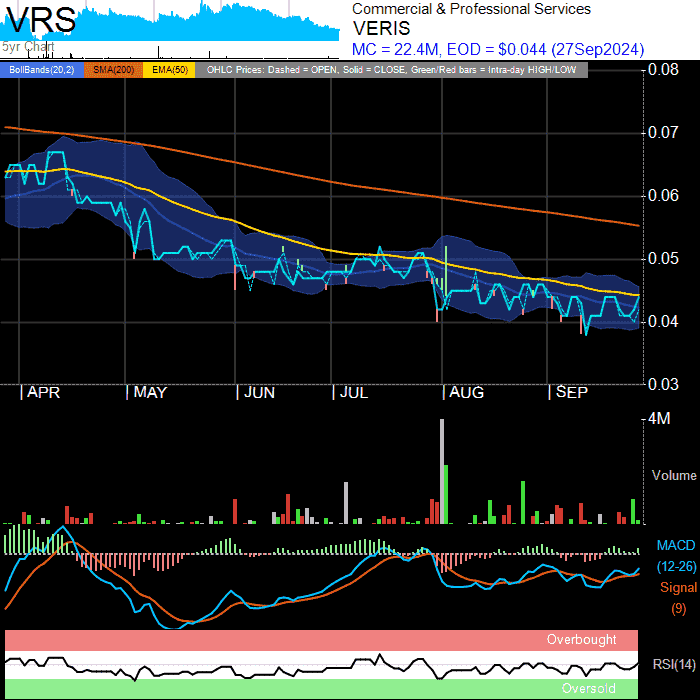 VRS
5yr Chart
Commercial & Professional Services
VERIS
MC = 22.4M, EOD = $0.044 (27Sep2024)
BollBands(20,2) SMA(200) EMA(50) OHLC Prices: Dashed = OPEN, Solid = CLOSE, Green/Red bars = Intra-day HIGH/LOW
0.08
0.07
0.06
0.05
0.04
0.03
APR MAY JUN JUL AUG SEP
4M
Volume
MACD
(12-26)
Signal
(9)
Overbought
RSI(14)
Oversold